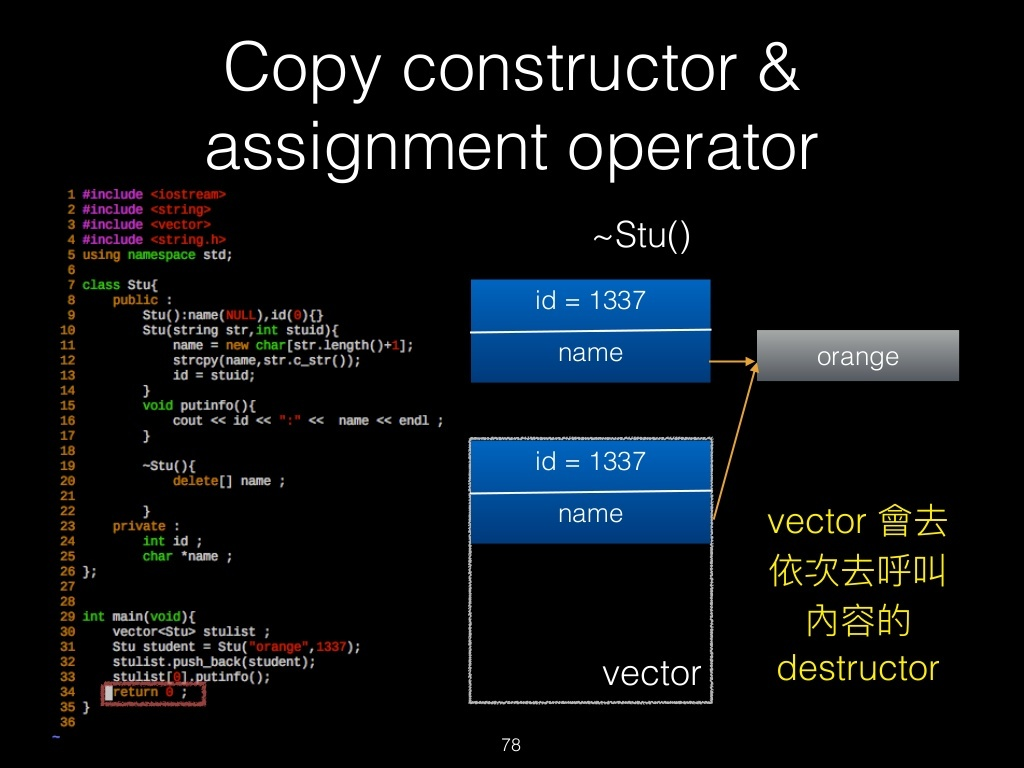 Copy constructor &
assignment operator
1 #include <iostream>
2 #include <string>
3 #include <vector>
4 #include <string.h>
5 using namespace std;
6
7 class Stu{
8     public :
9         Stu():name(NULL),id(0){}
10         Stu(string str,int stuid){
11             name = new char[str.length()+1];
12             strcpy(name,str.c_str());
13             id = stuid;
14         }
15         void putinfo(){
16             cout << id << ":" <<  name << endl ;
17         }
18
19         ~Stu(){
20             delete[] name ;
21
22         }
23     private :
24         int id ;
25         char *name ;
26 };
27
28
29 int main(void){
30     vector<Stu> stulist ;
31     Stu student = Stu("orange",1337);
32     stulist.push_back(student);
33     stulist[0].putinfo();
34     return 0 ;
35 }
36
~
~Stu()
id = 1337
name
orange
id = 1337
name
vector
vector 會去
依次去呼叫
內容的
destructor
78